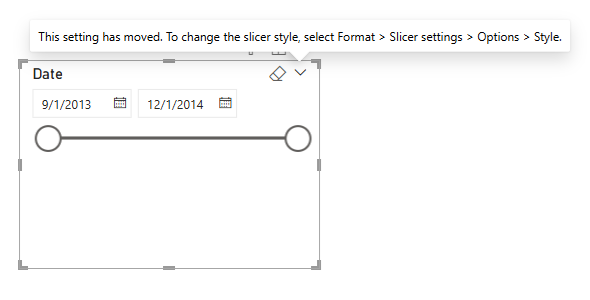 This setting has moved. To change the slicer style, select Format > Slicer settings > Options > Style.
Date
9/1/2013 12/1/2014